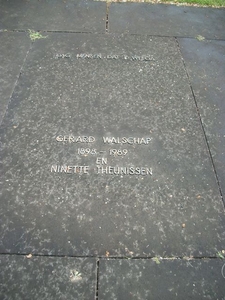 GERARD WALSCHAP
1898 - 1989
EN
NINETTE THEUNISSEN